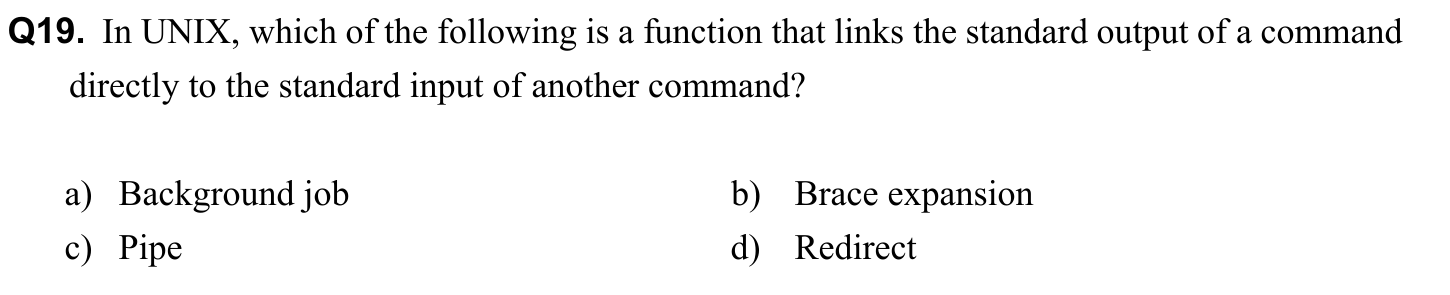 Q19. In UNIX, which of the following is a function that links the standard output of a command
directly to the standard input of another command?
a) Background job b) Brace expansion
c) Pipe d) Redirect